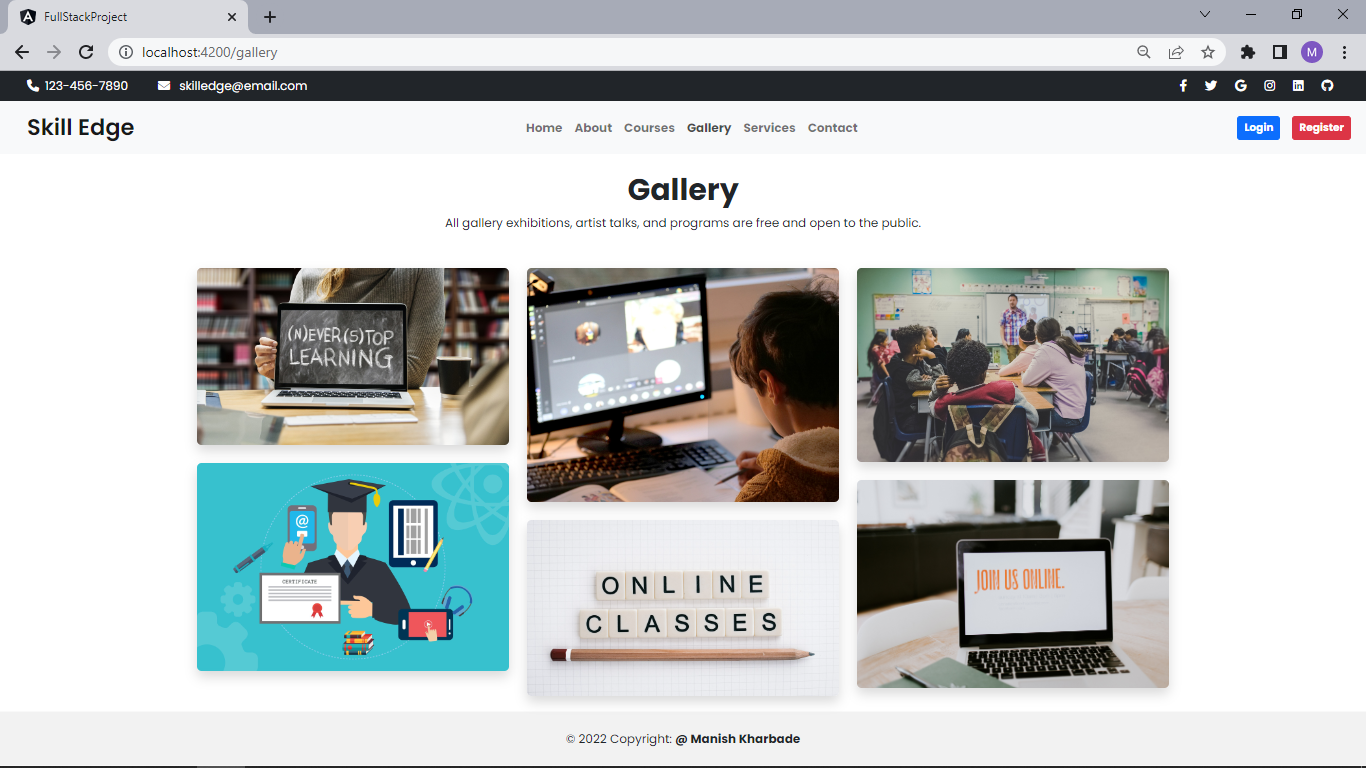 FullStackProject
localhost:4200/gallery
M
123-456-7890 skilledge@email.com
Skill Edge Home About Courses Gallery Services Contact Login Register
Gallery
All gallery exhibitions, artist talks, and programs are free and open to the public.
(N)EVER(S)TOP
LEARNING
@
CERTIFICATE
ONLINE
CLASSES
JOIN US ONLINE.
© 2022 Copyright: @ Manish Kharbade